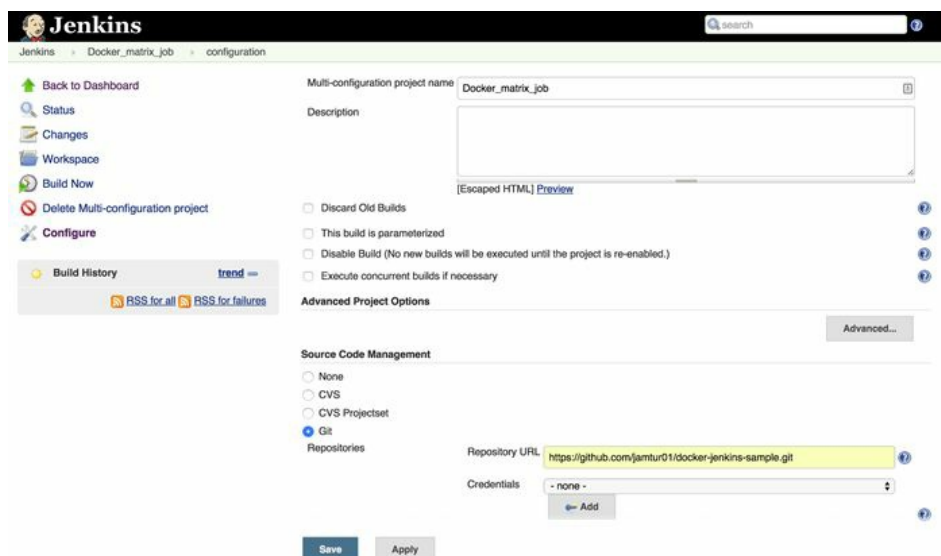 Jenkins
search
Jenkins
Docker_matrix_job
configuration
Back to Dashboard
Status
Changes
Workspace
Build Now
Delete Multi-configuration project
Configure
Build History
trend
RSS for all RSS for failures
Multi-configuration project name
Docker_matrix_job
Description
[Escaped HTML] Preview
Discard Old Builds
This build is parameterized
Disable Build (No new builds will be executed until the project is re-enabled.)
Execute concurrent builds if necessary
Advanced Project Options
Advanced...
Source Code Management
None
CVS
CVS Projectset
Git
Repositories
Repository URL
https://github.com/jamtur01/docker-jenkins-sample.git
Credentials
- none -
Add
Save
Apply